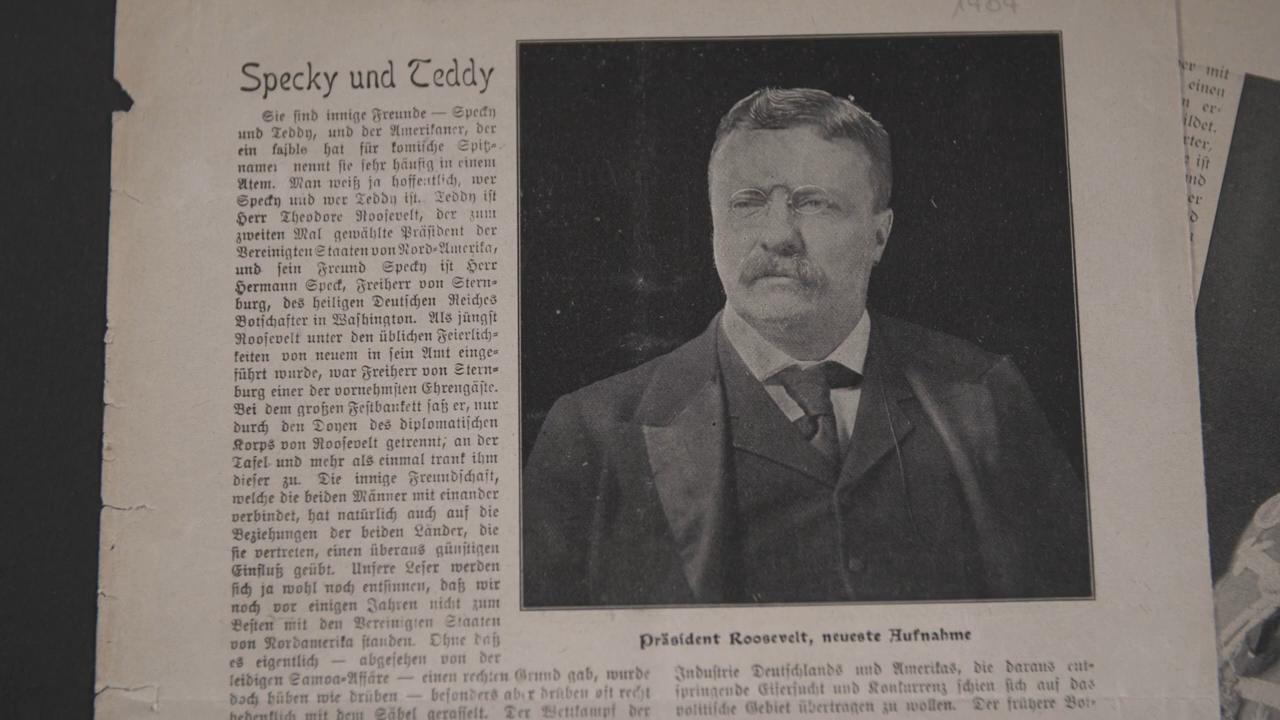 1904
Specky und Teddy
Sie sind innige Freunde — Specky
und Teddy, und der Amerikaner, der
ein faible hat für komische Spitz-
namen nennt sie sehr häufig in einem
Atem. Man weiß ja hoffentlich, wer
Specky und wer Teddy ist. Teddy ist
Herr Theodore Roosevelt, der zum
zweiten Mal gewählte Präsident der
Vereinigten Staaten von Nord-Amerika,
und sein Freund Specky ist Herr
Hermann Speck, Freiherr von Stern-
burg, des heiligen Deutschen Reiches
Botschafter in Washington. Als jüngst
Roosevelt unter den üblichen Feierlich-
keiten von neuem in sein Amt einge-
führt wurde, war Freiherr von Stern-
burg einer der vornehmsten Ehrengäste.
Bei dem großen Festbankett saß er, nur
durch den Doyen des diplomatischen
Korps von Roosevelt getrennt, an der
Tafel und mehr als einmal trank ihm
dieser zu. Die innige Freundschaft,
welche die beiden Männer mit einander
verbindet, hat natürlich auch auf die
Beziehungen der beiden Länder, die
sie vertreten, einen überaus günstigen
Einfluß geübt. Unsere Leser werden
sich ja wohl noch entsinnen, daß wir
noch vor einigen Jahren nicht zum
Besten mit den Vereinigten Staaten
von Nordamerika standen. Ohne daß
es eigentlich — abgesehen von der
leidigen Samoa-Affäre — einen rechten Grund gab, wurde
doch hüben wie drüben — besonders aber drüben oft recht
bedenklich mit dem Säbel gerasselt. Der Wettkampf der
Präsident Roosevelt, neueste Aufnahme
Industrie Deutschlands und Amerikas, die daraus ent-
springende Eifersucht und Konkurrenz schien sich auf das
politische Gebiet übertragen zu wollen. Der frühere Bot-
mit
einen
er-
ist